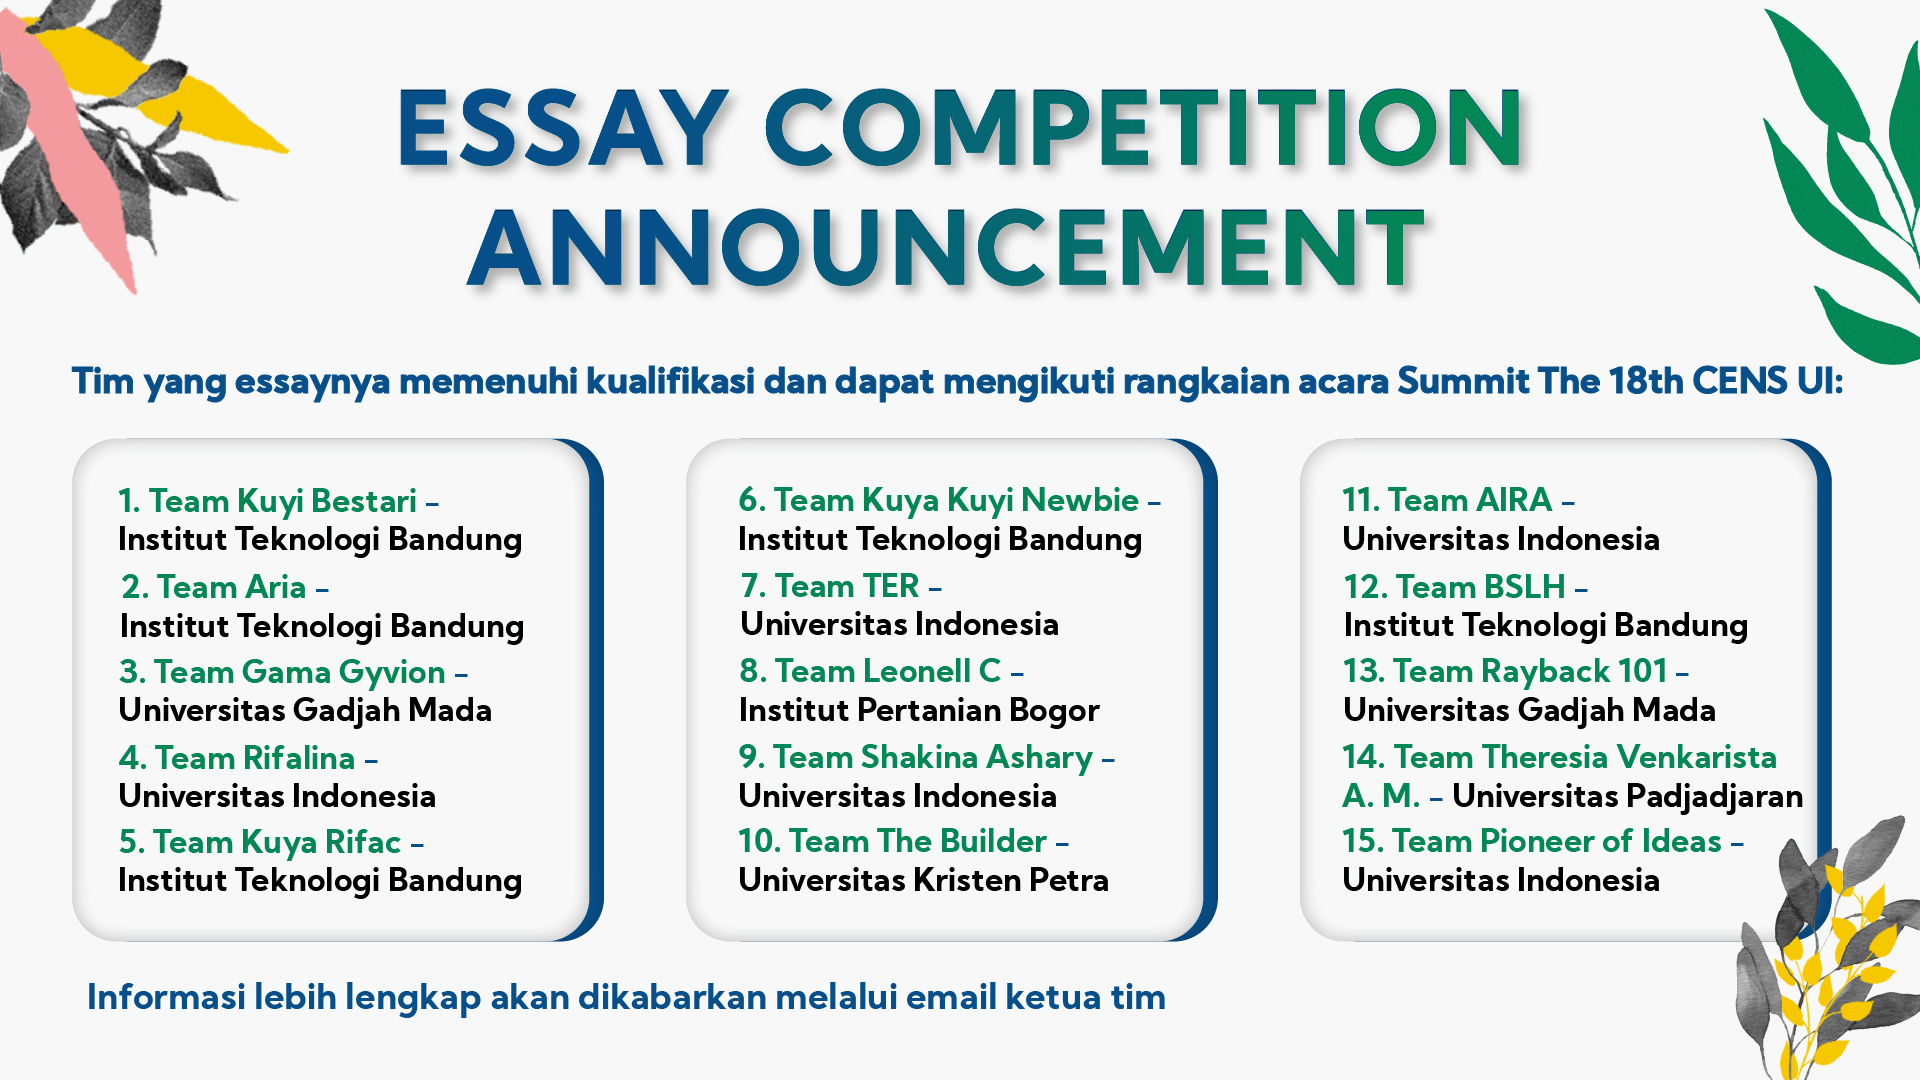 ESSAY COMPETITION
ANNOUNCEMENT
Tim yang essaynya memenuhi kualifikasi dan dapat mengikuti rangkaian acara Summit The 18th CENS UI:
1. Team Kuyi Bestari –
Institut Teknologi Bandung
2. Team Aria –
Institut Teknologi Bandung
3. Team Gama Gyvion –
Universitas Gadjah Mada
4. Team Rifalina –
Universitas Indonesia
5. Team Kuya Rifac –
Institut Teknologi Bandung
6. Team Kuya Kuyi Newbie –
Institut Teknologi Bandung
7. Team TER –
Universitas Indonesia
8. Team Leonell C –
Institut Pertanian Bogor
9. Team Shakina Ashary –
Universitas Indonesia
10. Team The Builder –
Universitas Kristen Petra
11. Team AIRA –
Universitas Indonesia
12. Team BSLH –
Institut Teknologi Bandung
13. Team Rayback 101 –
Universitas Gadjah Mada
14. Team Theresia Venkarista
A. M. – Universitas Padjadjaran
15. Team Pioneer of Ideas –
Universitas Indonesia
Informasi lebih lengkap akan dikabarkan melalui email ketua tim